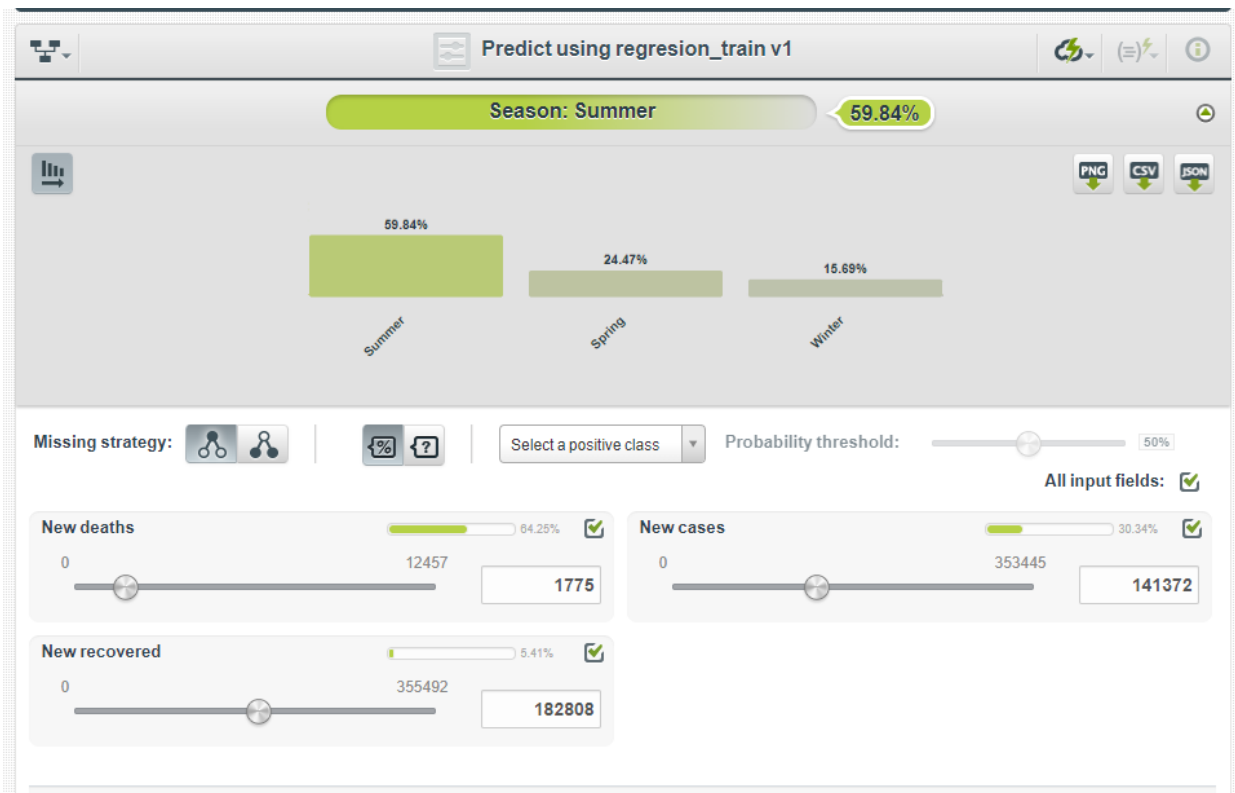 Predict using regresion_train v1
(=)
Season: Summer 59.84%
PNG CSV JSON
59.84%
24.47%
15.69%
Summer
Spring
Winter
Missing strategy: {%} {?} Select a positive class Probability threshold: 50%
All input fields:
New deaths 64.25%
0 12457
1775
New cases 30.34%
0 353445
141372
New recovered 5.41%
0 355492
182808